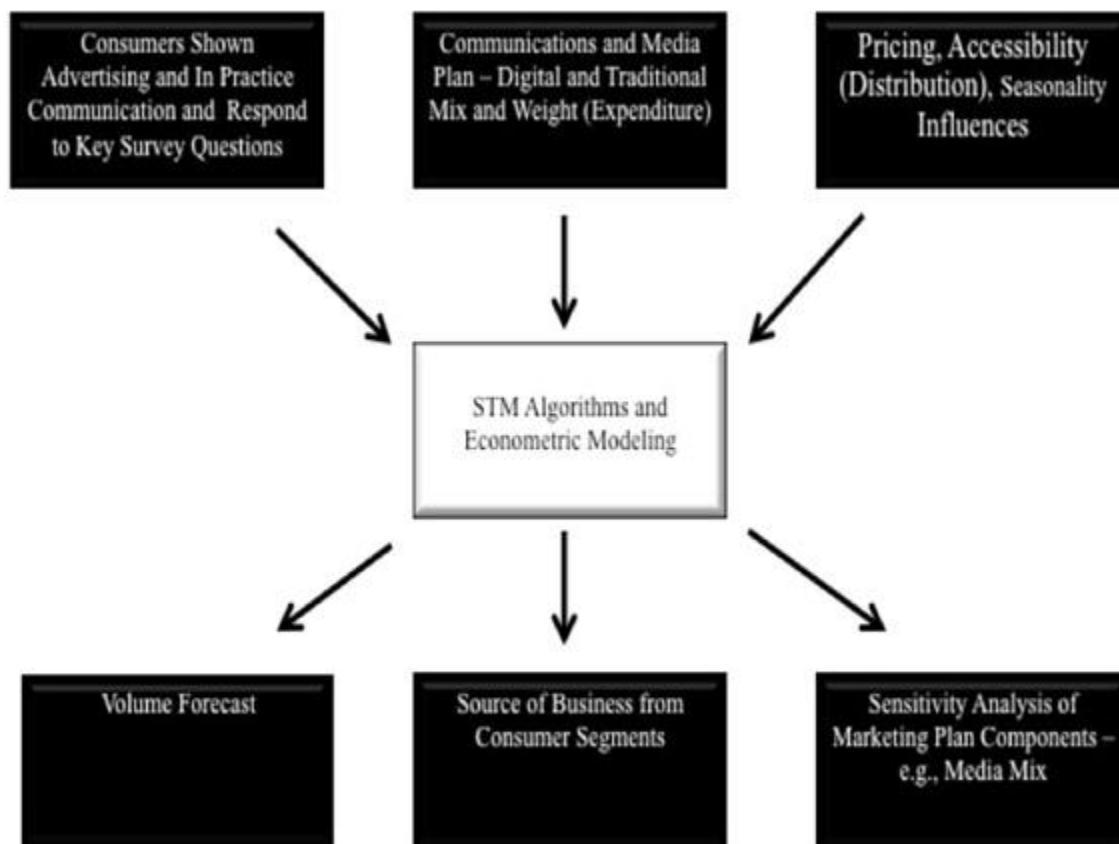 Consumers Shown
Advertising and In Practice
Communication and Respond
to Key Survey Questions
Communications and Media
Plan – Digital and Traditional
Mix and Weight (Expenditure)
Pricing, Accessibility
(Distribution), Seasonality
Influences
STM Algorithms and
Econometric Modeling
Volume Forecast
Source of Business from
Consumer Segments
Sensitivity Analysis of
Marketing Plan Components –
e.g., Media Mix